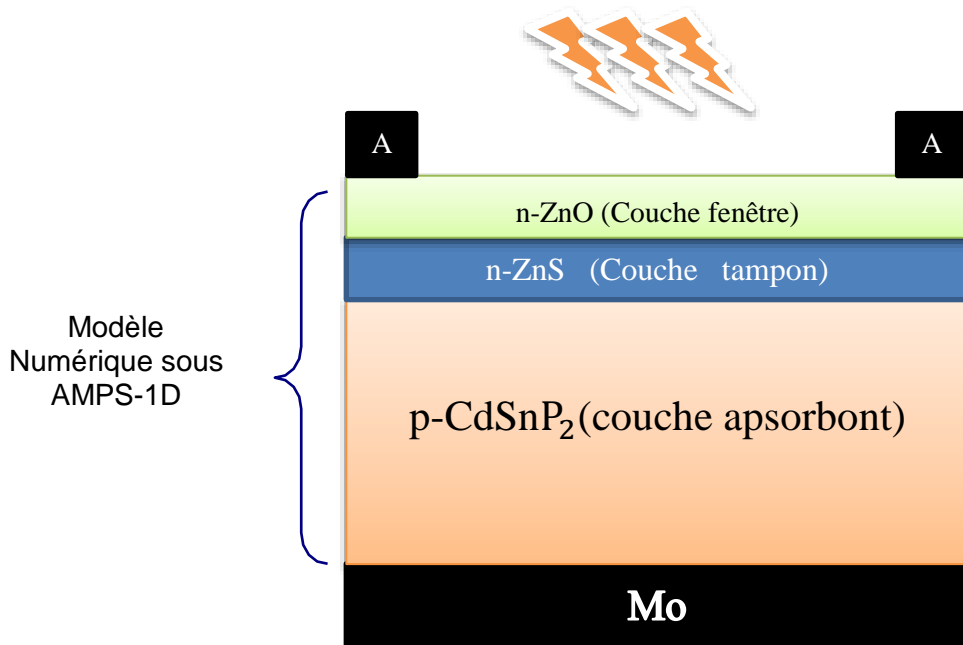 A A
n-ZnO (Couche fenêtre)
n-ZnS (Couche tampon)
Modèle
Numérique sous
AMPS-1D
p-CdSnP₂(couche apsorbont)
Mo